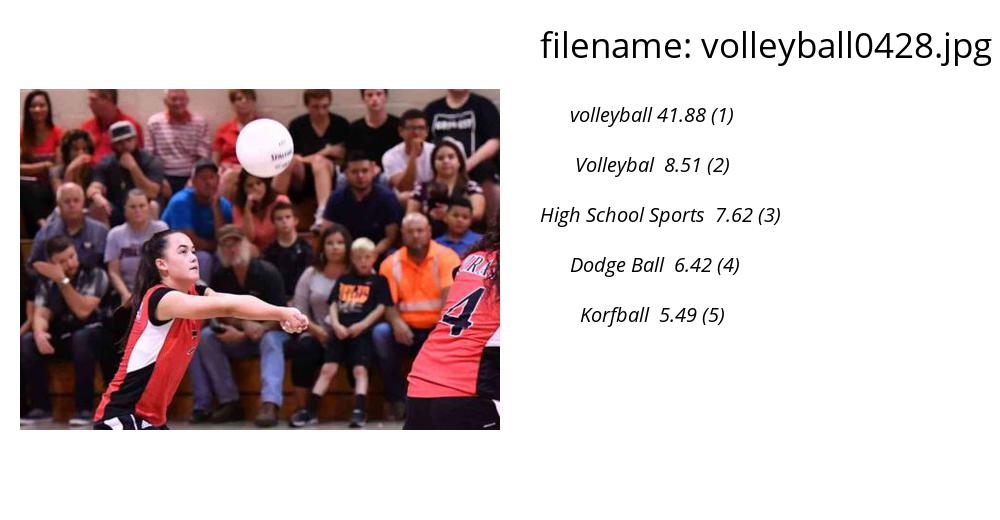 filename: volleyball0428.jpg
volleyball 41.88 (1)
Volleybal 8.51 (2)
High School Sports 7.62 (3)
Dodge Ball 6.42 (4)
Korfball 5.49 (5)
4